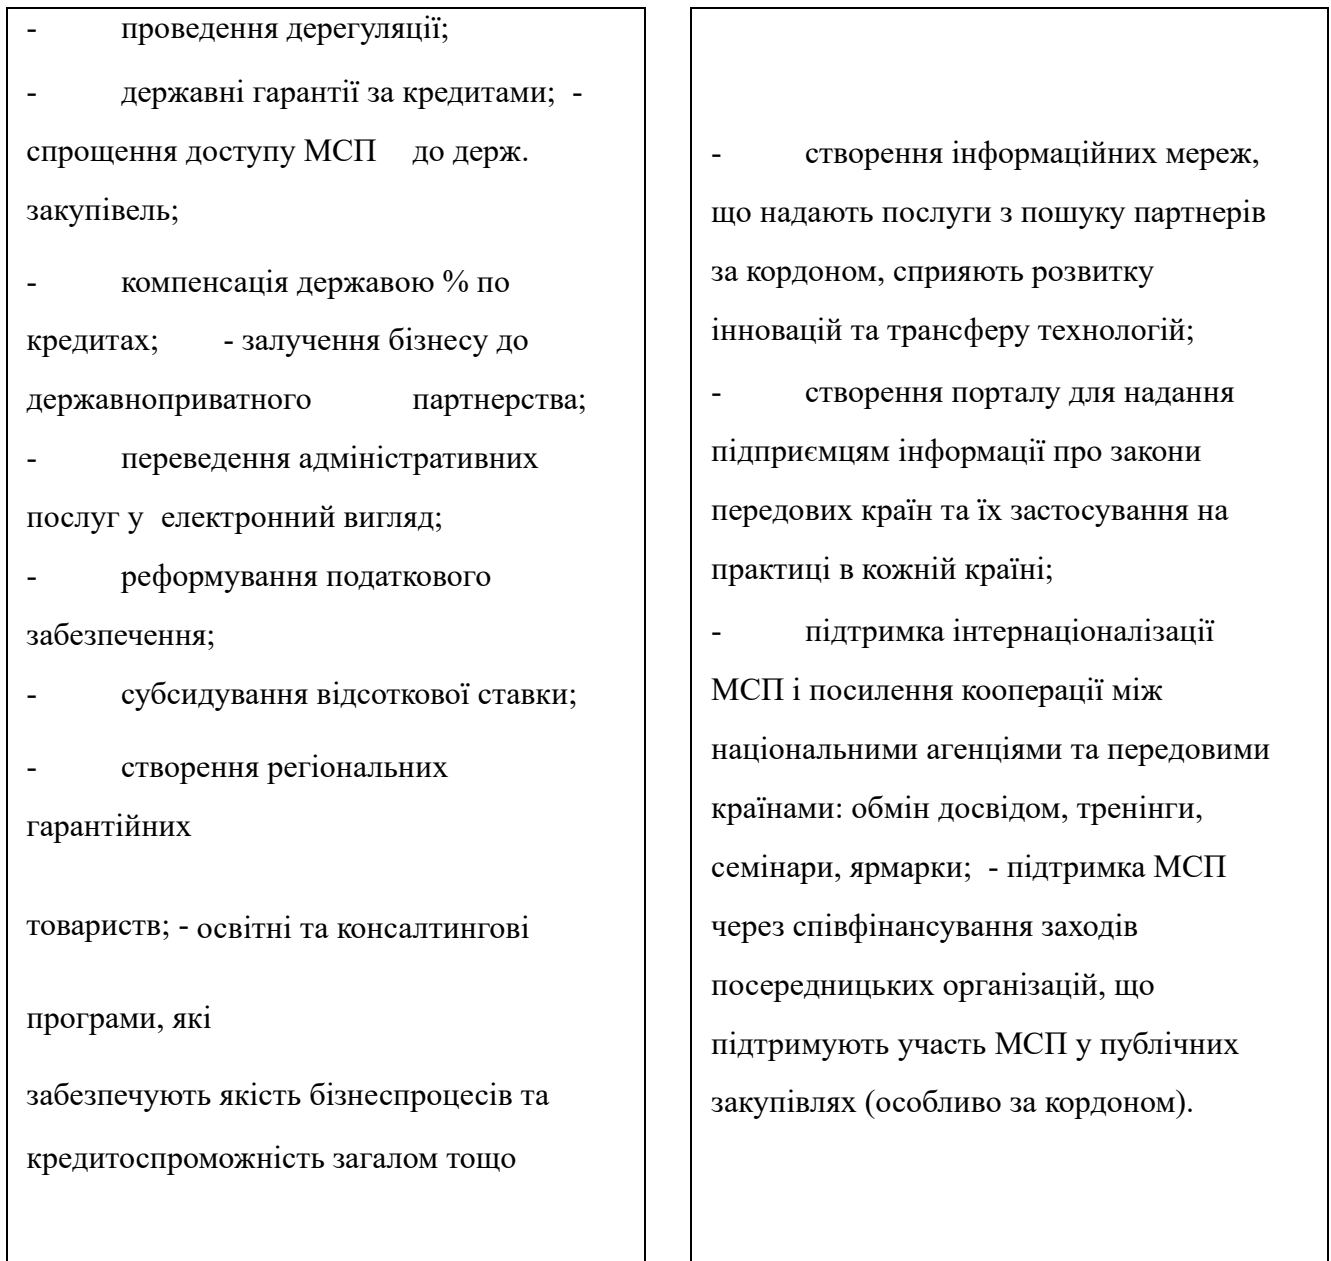 - проведення дерегуляції;
- державні гарантії за кредитами; -
спрощення доступу МСП до держ.
закупівель;
- компенсація державою % по
кредитах; - залучення бізнесу до
державноприватного партнерства;
- переведення адміністративних
послуг у електронний вигляд;
- реформування податкового
забезпечення;
- субсидування відсоткової ставки;
- створення регіональних
гарантійних
товариств; - освітні та консалтингові
програми, які
забезпечують якість бізнеспроцесів та
кредитоспроможність загалом тощо
- створення інформаційних мереж,
що надають послуги з пошуку партнерів
за кордоном, сприяють розвитку
інновацій та трансферу технологій;
- створення порталу для надання
підприємцям інформації про закони
передових країн та їх застосування на
практиці в кожній країні;
- підтримка інтернаціоналізації
МСП і посилення кооперації між
національними агенціями та передовими
країнами: обмін досвідом, тренінги,
семінари, ярмарки; - підтримка МСП
через співфінансування заходів
посередницьких організацій, що
підтримують участь МСП у публічних
закупівлях (особливо за кордоном).